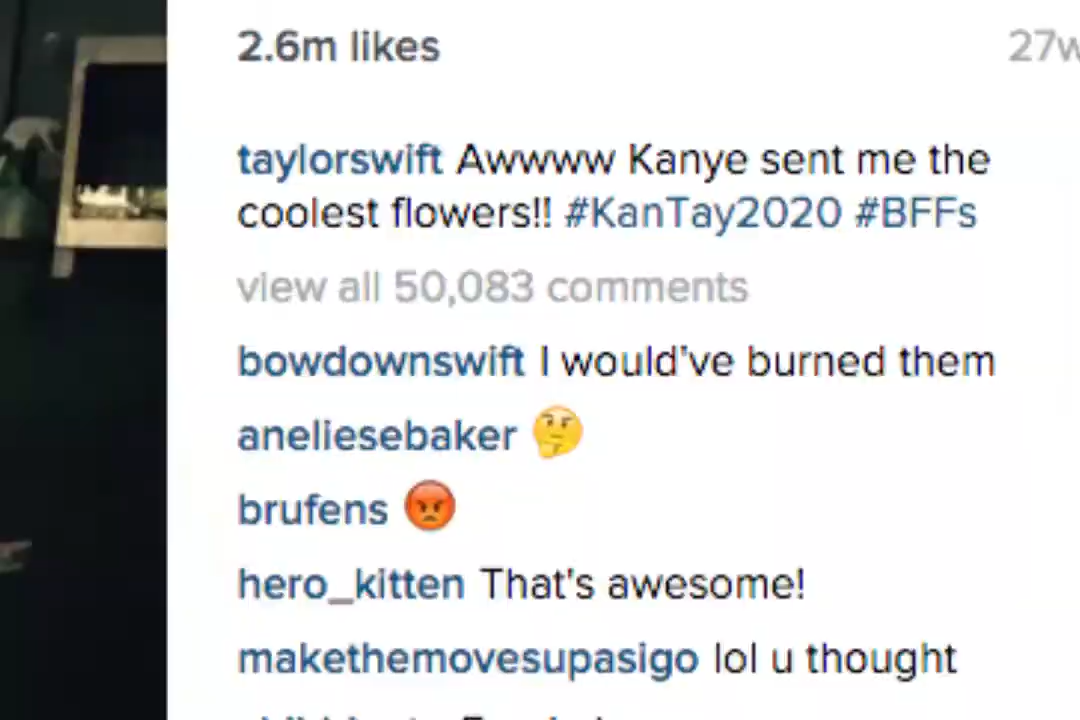 2.6m likes
27w
taylorswift Awwww Kanye sent me the
coolest flowers!! #KanTay2020 #BFFs
view all 50,083 comments
bowdownswift I would've burned them
aneliesebaker 🤔
brufens 😡
hero_kitten That's awesome!
makethemovesupasigo lol u thought